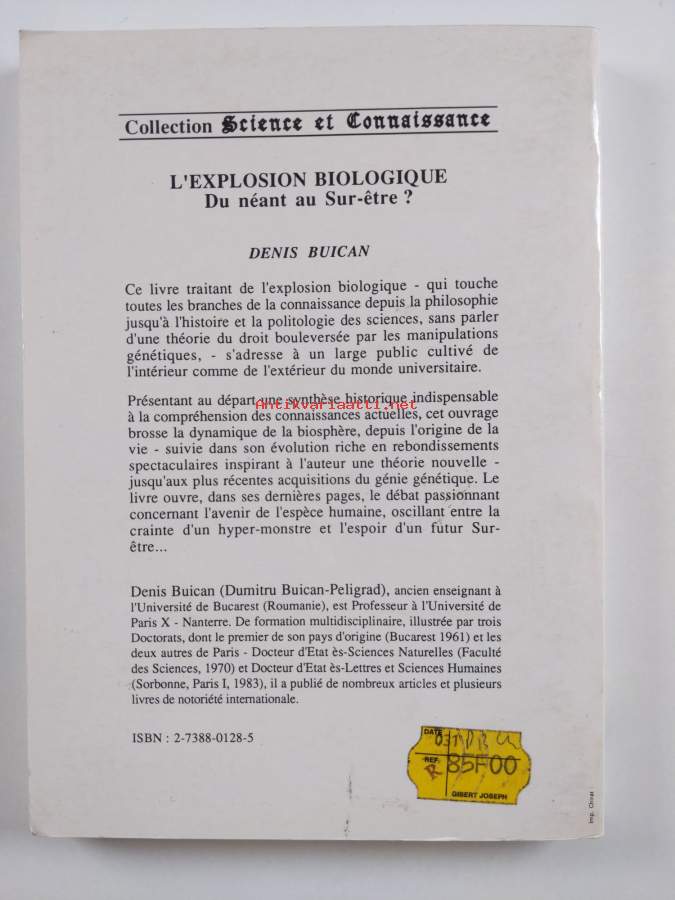 Collection Science et Connaissance
L'EXPLOSION BIOLOGIQUE
Du néant au Sur-être ?
DENIS BUICAN
Ce livre traitant de l'explosion biologique - qui touche
toutes les branches de la connaissance depuis la philosophie
jusqu'à l'histoire et la politologie des sciences, sans parler
d'une théorie du droit bouleversée par les manipulations
génétiques, - s'adresse à un large public cultivé de
l'intérieur comme de l'extérieur du monde universitaire.
Présentant au départ une synthèse historique indispensable
Antikvariaatti.net
à la compréhension des connaissances actuelles, cet ouvrage
brosse la dynamique de la biosphère, depuis l'origine de la
vie - suivie dans son évolution riche en rebondissements
spectaculaires inspirant à l'auteur une théorie nouvelle -
jusqu'aux plus récentes acquisitions du génie génétique. Le
livre ouvre, dans ses dernières pages, le débat passionnant
concernant l'avenir de l'espèce humaine, oscillant entre la
crainte d'un hyper-monstre et l'espoir d'un futur Sur-
être...
Denis Buican (Dumitru Buican-Peligrad), ancien enseignant à
l'Université de Bucarest (Roumanie), est Professeur à l'Université de
Paris X - Nanterre. De formation multidisciplinaire, illustrée par trois
Doctorats, dont le premier de son pays d'origine (Bucarest 1961) et les
deux autres de Paris - Docteur d'Etat ès-Sciences Naturelles (Faculté
des Sciences, 1970) et Docteur d'Etat ès-Lettres et Sciences Humaines
(Sorbonne, Paris I, 1983), il a publié de nombreux articles et plusieurs
livres de notoriété internationale.
ISBN : 2-7388-0128-5
DATE
REF.
R 85F00
GIBERT JOSEPH
Imp. Chirat